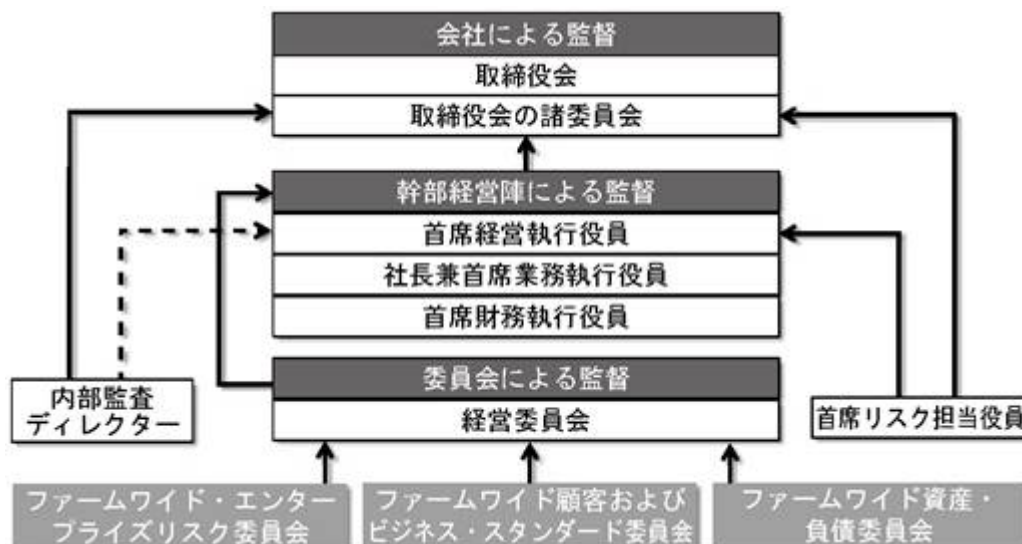 会社による監督
取締役会
取締役会の諸委員会
幹部経営陣による監督
首席経営執行役員
社長兼首席業務執行役員
首席財務執行役員
内部監査
ディレクター
委員会による監督
経営委員会
首席リスク担当役員
ファームワイド・エンター
プライズリスク委員会
ファームワイド顧客および
ビジネス・スタンダード委員会
ファームワイド資産・
負債委員会